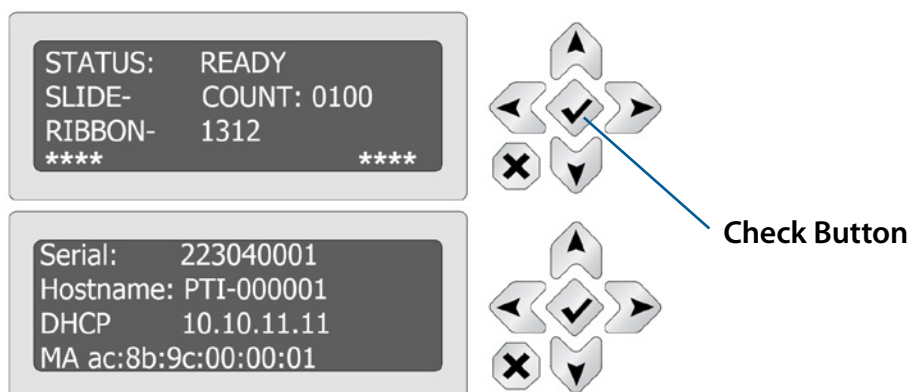 STATUS: READY
SLIDE- COUNT: 0100
RIBBON- 1312
**** ****
Check Button
Serial: 223040001
Hostname: PTI-000001
DHCP 10.10.11.11
MA ac:8b:9c:00:00:01